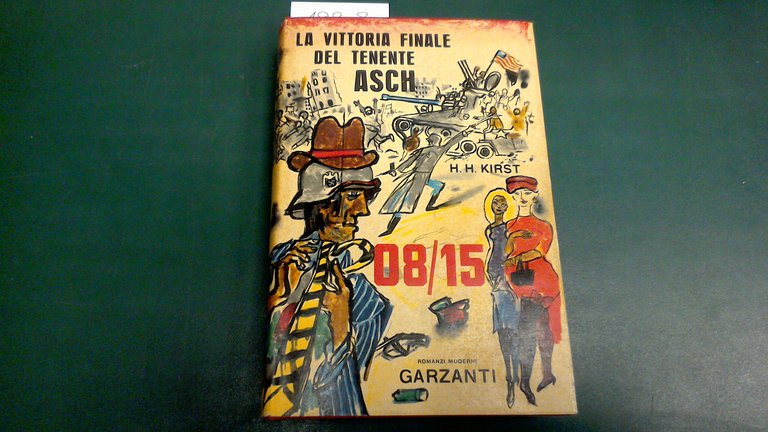 LA VITTORIA FINALE
DEL TENENTE
ASCH
H. H. KIRST
08/15
ROMANZI MODERNI
GARZANTI